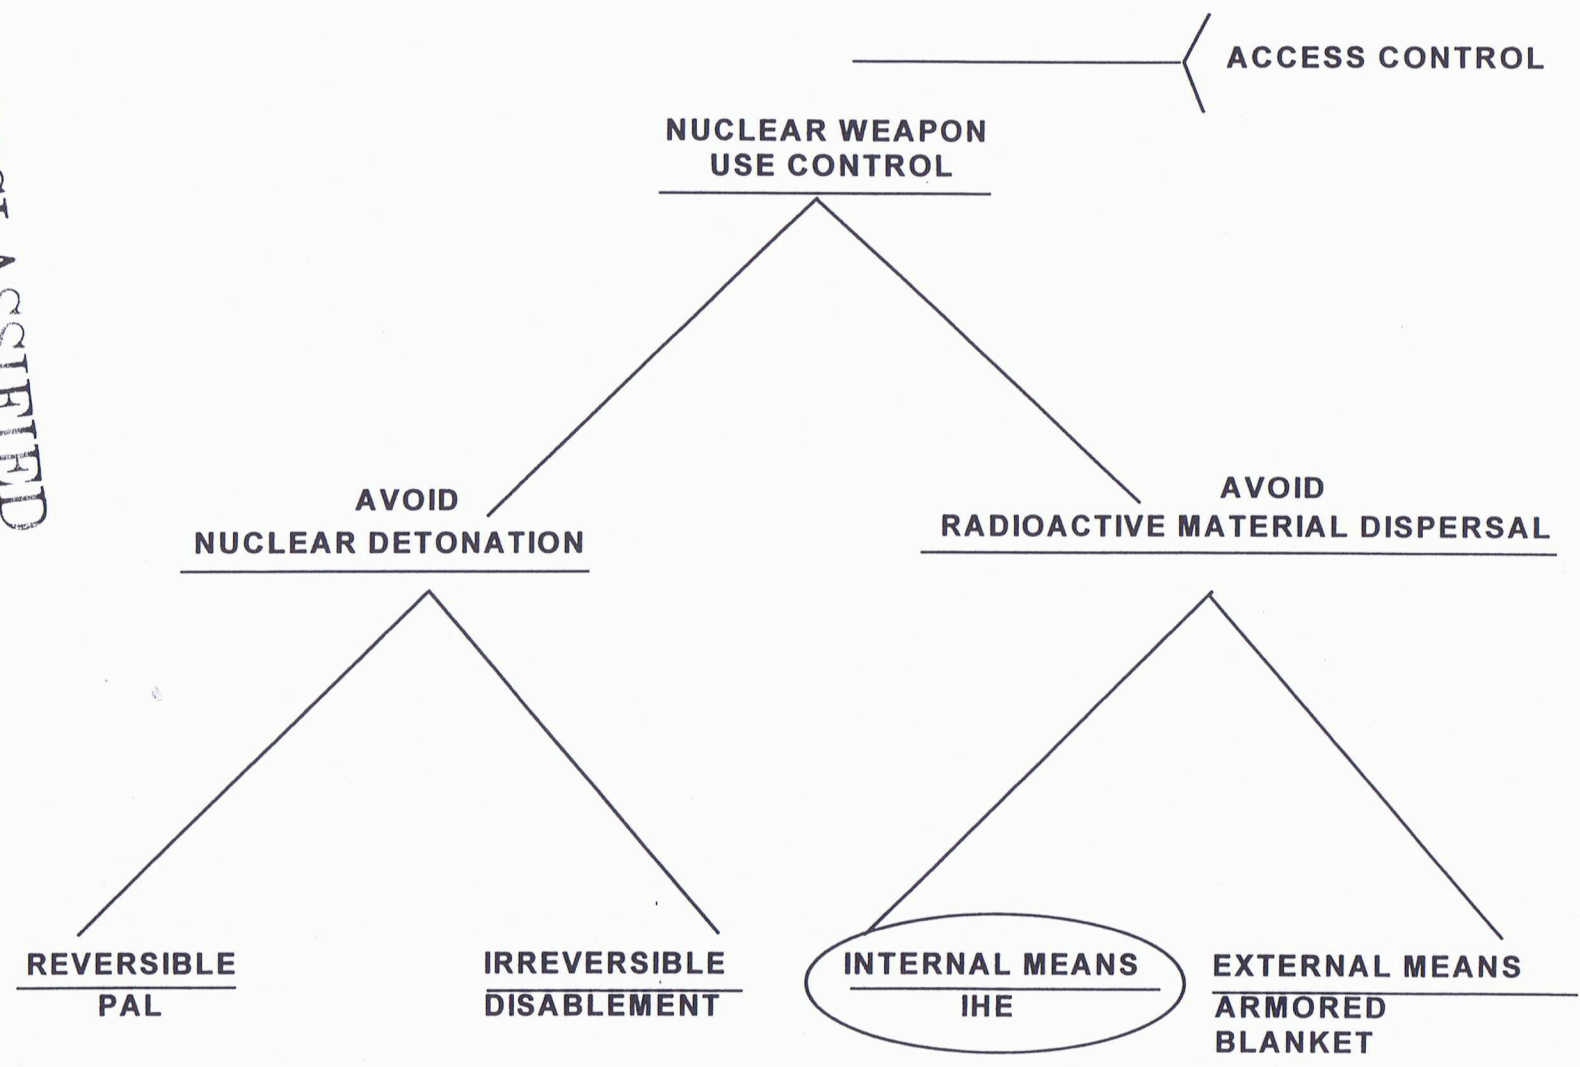 ACCESS CONTROL
NUCLEAR WEAPON
USE CONTROL
AVOID
NUCLEAR DETONATION
AVOID
RADIOACTIVE MATERIAL DISPERSAL
REVERSIBLE
PAL
IRREVERSIBLE
DISABLEMENT
INTERNAL MEANS
IHE
EXTERNAL MEANS
ARMORED
BLANKET